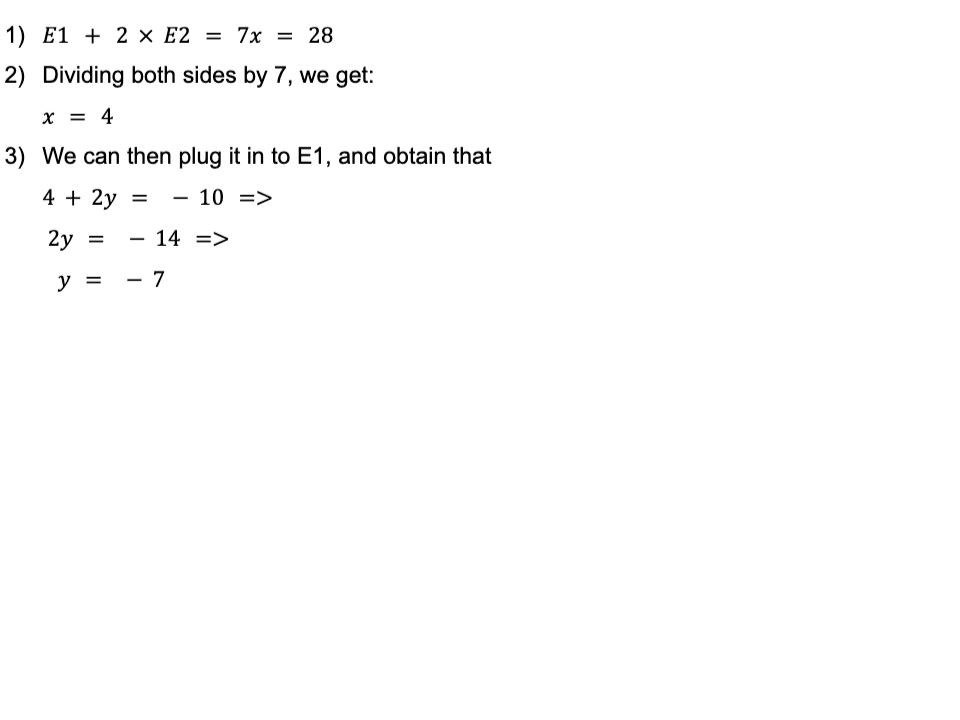 1) E1 + 2 × E2 = 7x = 28
2) Dividing both sides by 7, we get:
x = 4
3) We can then plug it in to E1, and obtain that
4 + 2y = − 10 =>
2y = − 14 =>
y = − 7